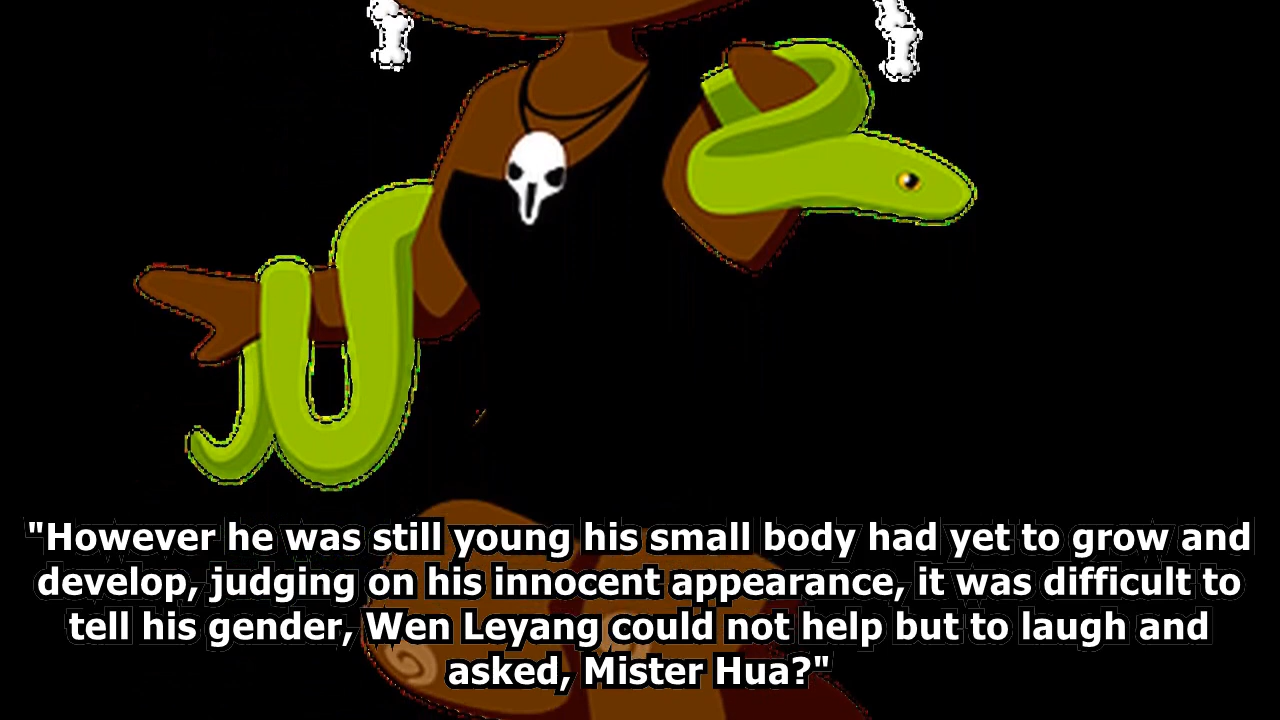 "However he was still young his small body had yet to grow and
develop, judging on his innocent appearance, it was difficult to
tell his gender, Wen Leyang could not help but to laugh and
asked, Mister Hua?"